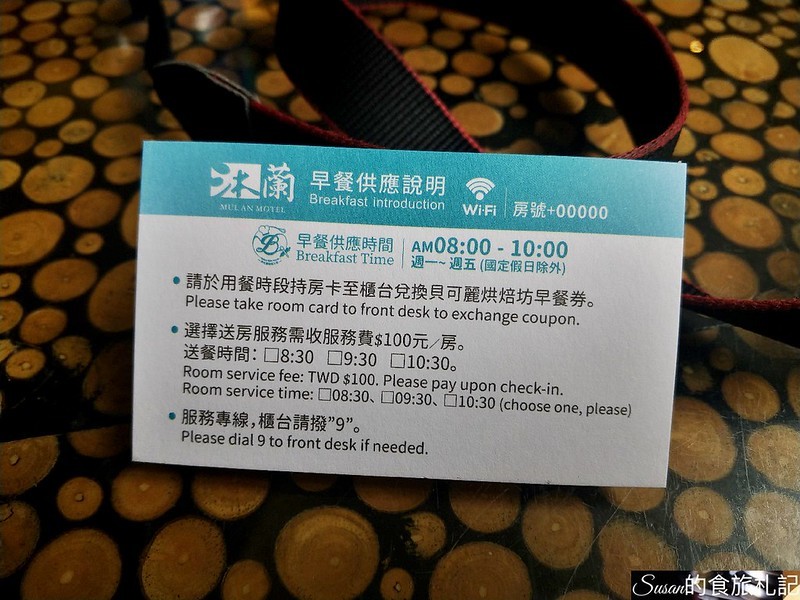 沐蘭
MULAN MOTEL
早餐供應說明
Breakfast introduction
Wi-Fi
房號+00000
早餐供應時間
Breakfast Time
AM08:00 - 10:00
週一~ 週五 (國定假日除外)
請於用餐時段持房卡至櫃台兌換貝可麗烘焙坊早餐券。
Please take room card to front desk to exchange coupon.
選擇送房服務需收服務費$100元/房。
送餐時間：□8:30 □9:30 □10:30。
Room service fee: TWD $100. Please pay upon check-in.
Room service time: □08:30、□09:30、□10:30 (choose one, please)
服務專線，櫃台請撥"9"。
Please dial 9 to front desk if needed.
Susan的食旅札記